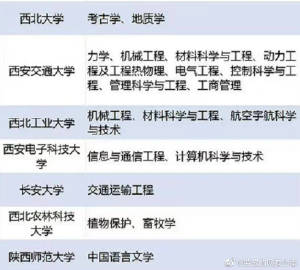 西北大学
考古学、地质学
西安交通大学
力学、机械工程、材料科学与工程、动力工
程及工程热物理、电气工程、控制科学与工
程、管理科学与工程、工商管理
西北工业大学
机械工程、材料科学与工程、航空宇航科学
与技术
西安电子科技大
学
信息与通信工程、计算机科学与技术
长安大学
交通运输工程
西北农林科技
大学
植物保护、畜牧学
陕西师范大学
中国语言文学